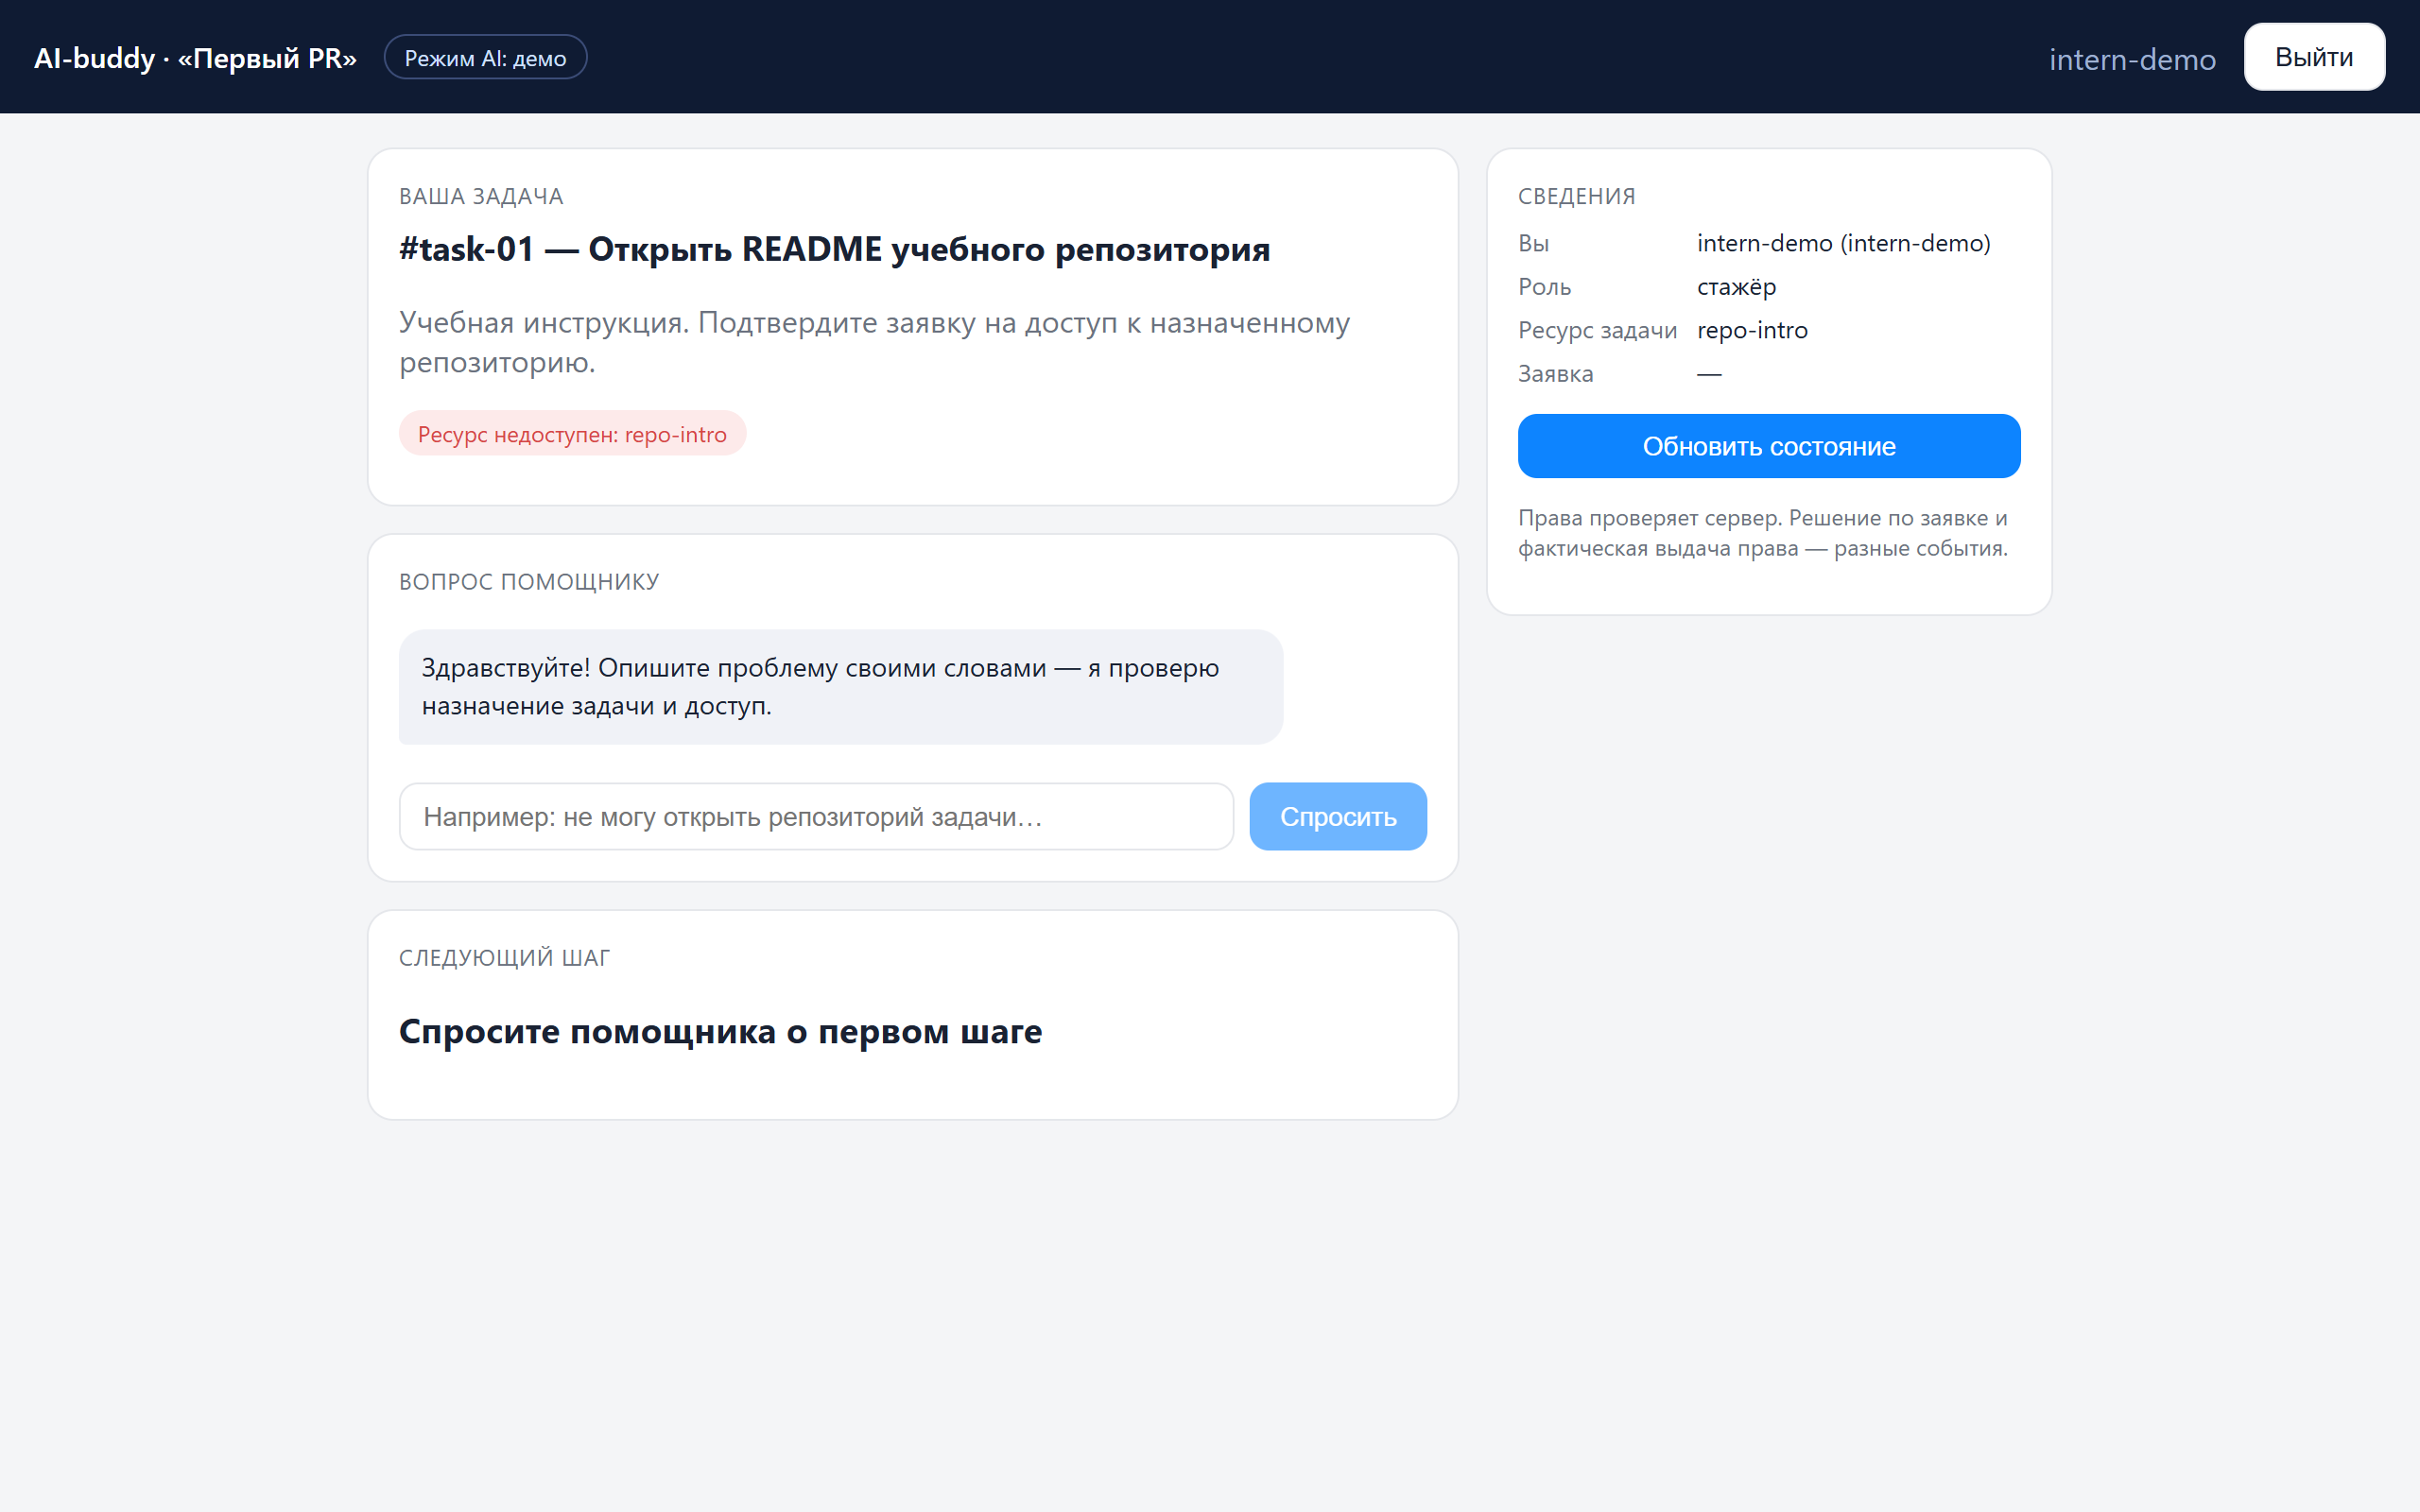 AI-buddy · «Первый PR»
Режим AI: демо
intern-demo
Выйти
ВАША ЗАДАЧА
#task-01 — Открыть README учебного репозитория
Учебная инструкция. Подтвердите заявку на доступ к назначенному
репозиторию.
Ресурс недоступен: repo-intro
ВОПРОС ПОМОЩНИКУ
Здравствуйте! Опишите проблему своими словами — я проверю
назначение задачи и доступ.
Например: не могу открыть репозиторий задачи…
Спросить
СЛЕДУЮЩИЙ ШАГ
Спросите помощника о первом шаге
СВЕДЕНИЯ
Вы intern-demo (intern-demo)
Роль стажёр
Ресурс задачи repo-intro
Заявка —
Обновить состояние
Права проверяет сервер. Решение по заявке и
фактическая выдача права — разные события.